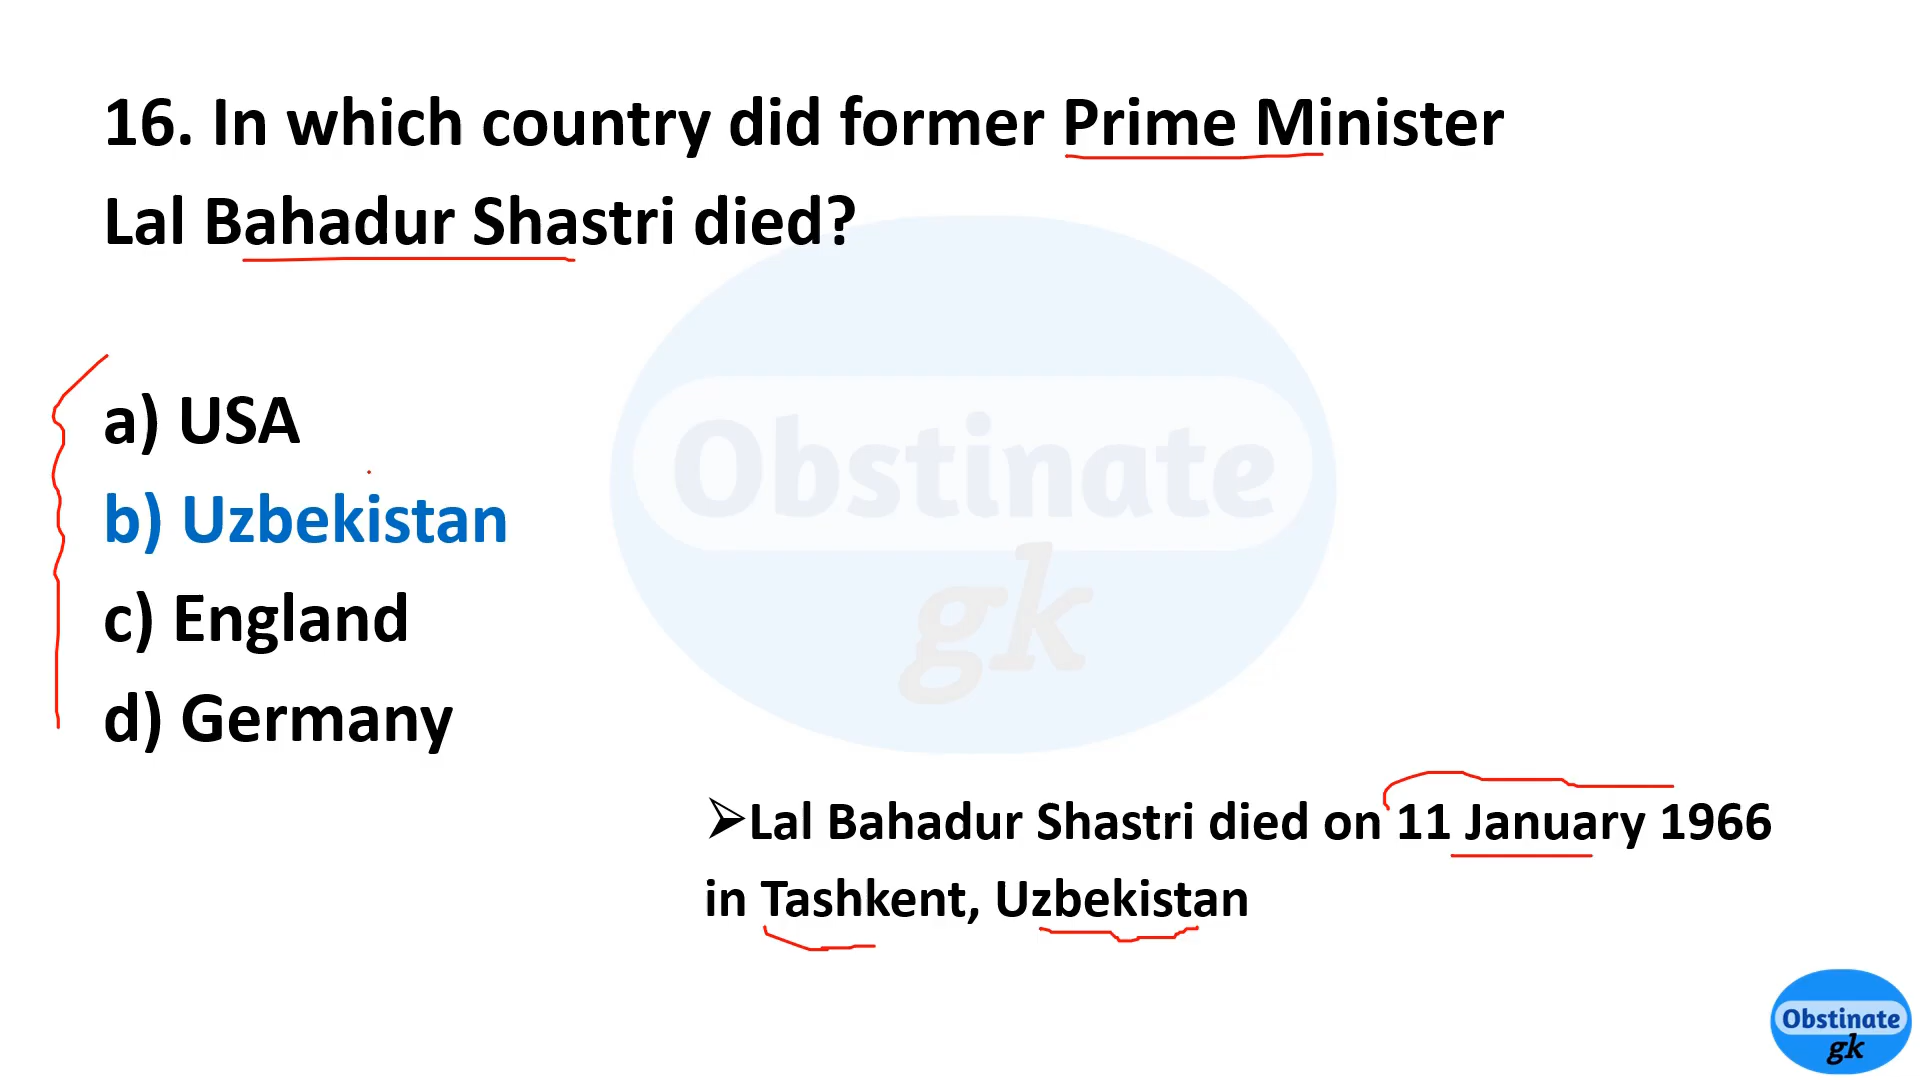 16. In which country did former Prime Minister
Lal Bahadur Shastri died?
a) USA
b) Uzbekistan
c) England
d) Germany
Obstinate
gk
➢Lal Bahadur Shastri died on 11 January 1966
in Tashkent, Uzbekistan
Obstinate
gk